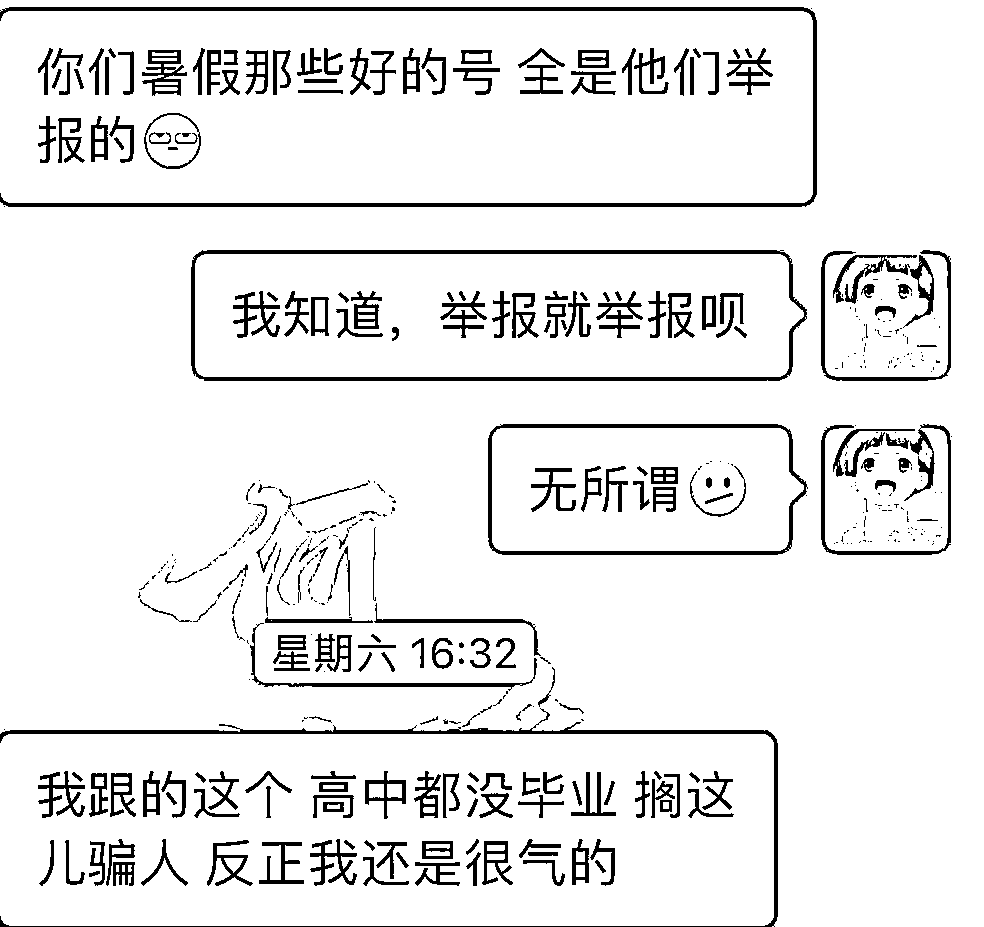 你们暑假那些好的号 全是他们举
报的
我知道，举报就举报呗
无所谓
星期六 16:32
我跟的这个 高中都没毕业 搁这
儿骗人 反正我还是很气的